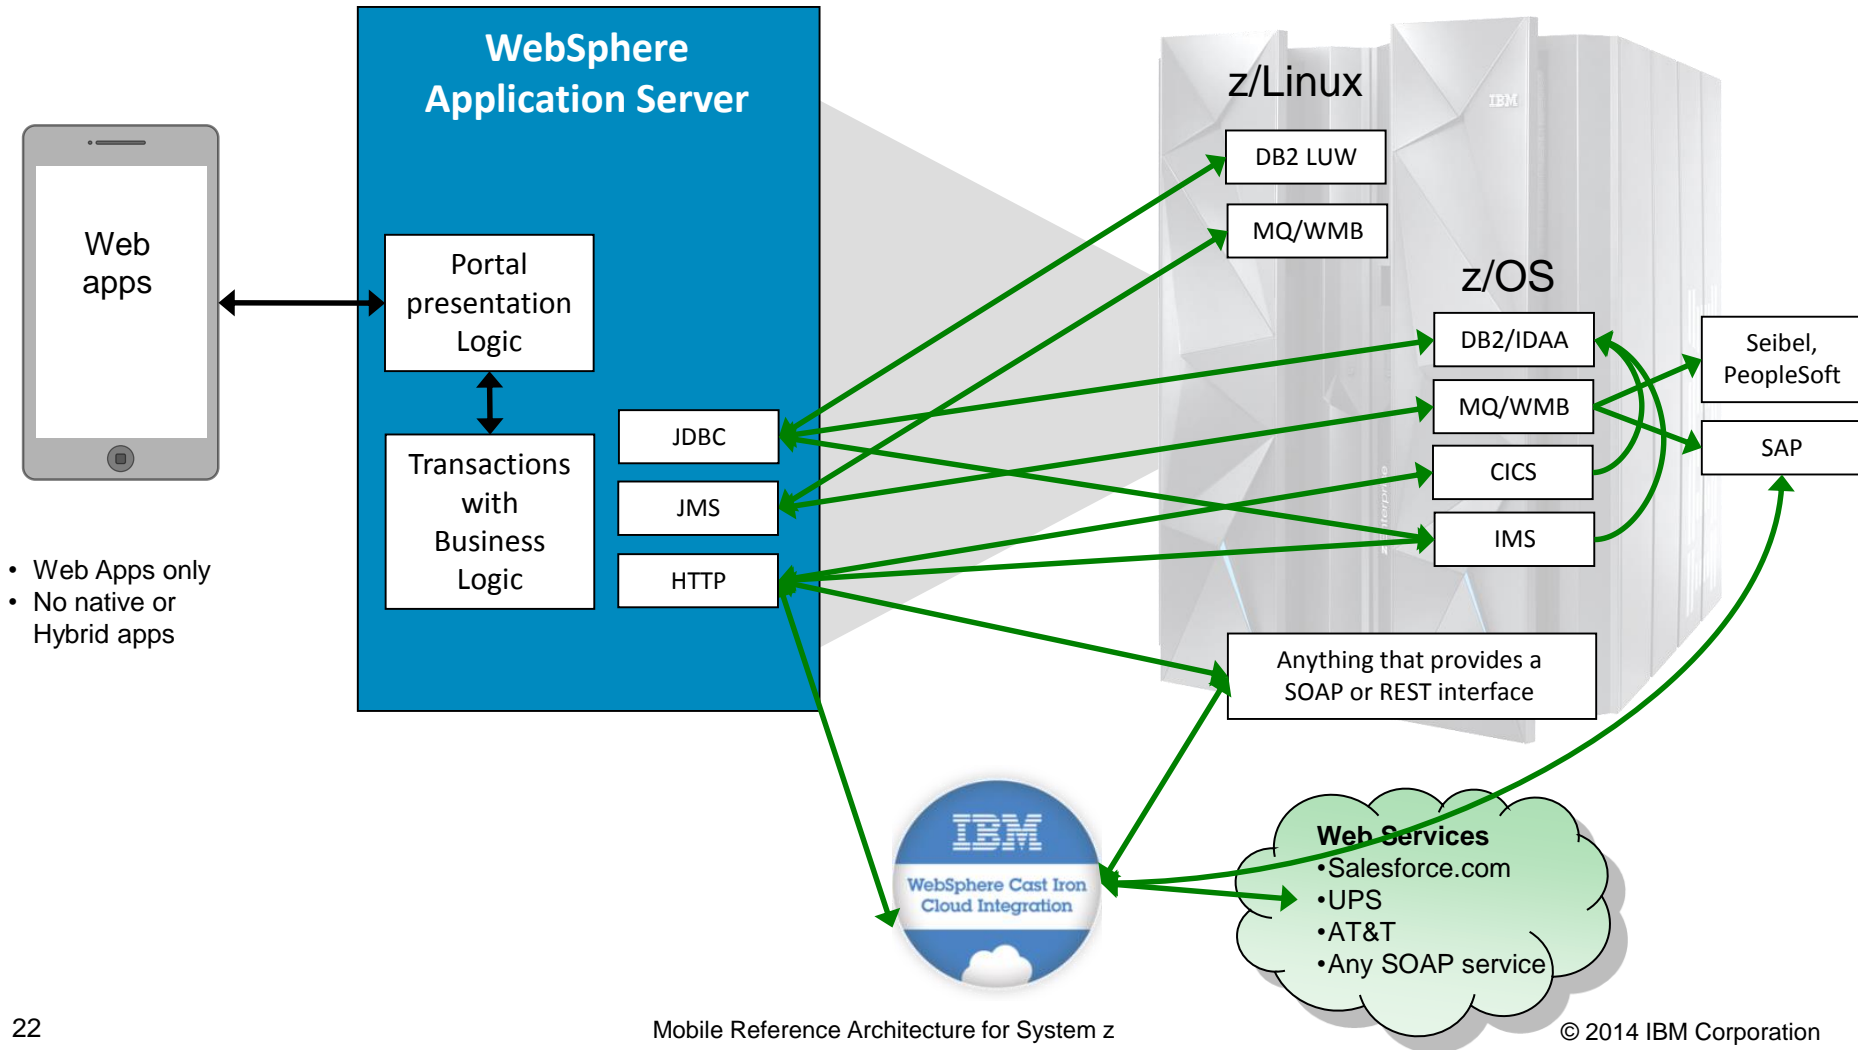 WebSphere
Application Server
z/Linux
IBM
DB2 LUW
MQ/WMB
Web
apps
Portal
presentation
Logic
z/OS
DB2/IDAA
Seibel,
PeopleSoft
MQ/WMB
SAP
JDBC
Transactions
with
Business
Logic
CICS
JMS
IMS
HTTP
• Web Apps only
• No native or
Hybrid apps
Anything that provides a
SOAP or REST interface
IBM
WebSphere Cast Iron
Cloud Integration
Web Services
•Salesforce.com
•UPS
•AT&T
•Any SOAP service
22
Mobile Reference Architecture for System z
© 2014 IBM Corporation